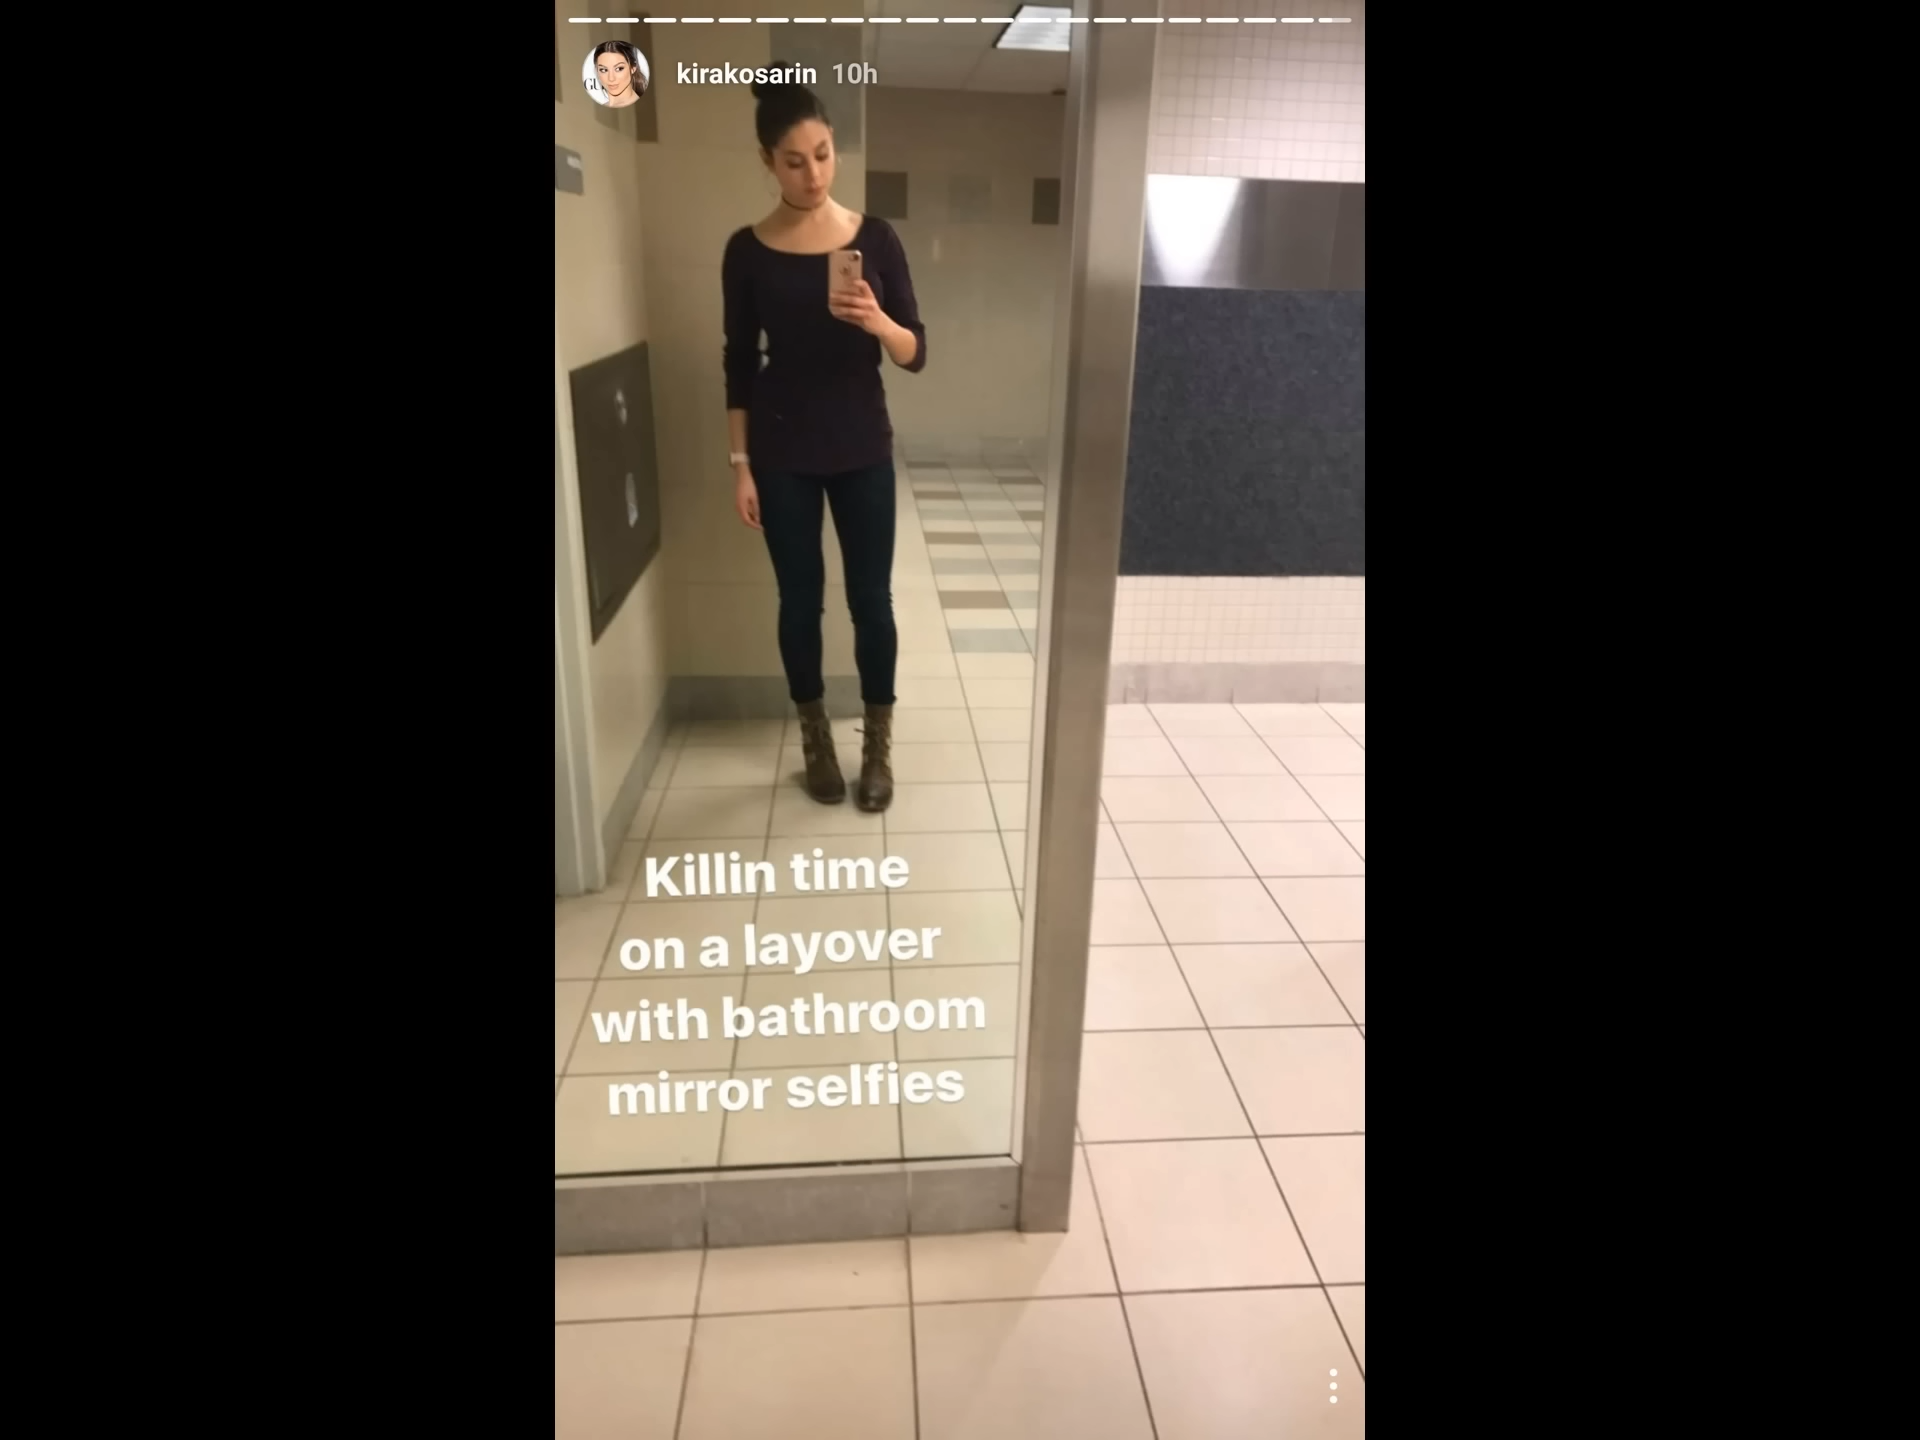 kirakosarin 10h
Killin time
on a layover
with bathroom
mirror selfies